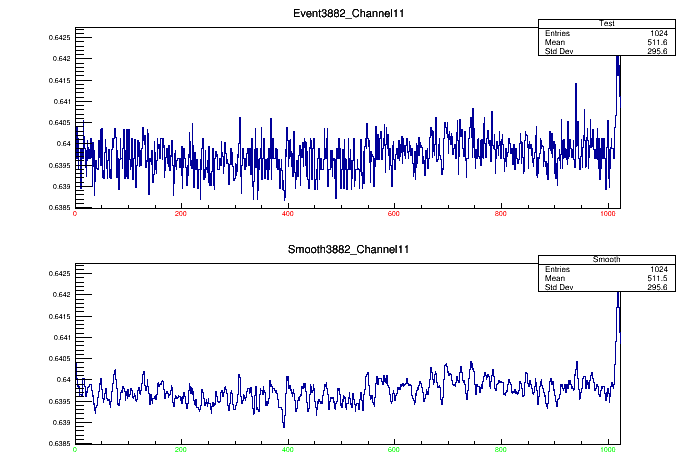 Event3882_Channel11
Test
Entries 1024
Mean 511.6
Std Dev 295.6
0.6425
0.642
0.6415
0.641
0.6405
0.64
0.6395
0.639
0.6385
0 200 400 600 800 1000
Smooth3882_Channel11
Smooth
Entries 1024
Mean 511.5
Std Dev 295.6
0.6425
0.642
0.6415
0.641
0.6405
0.64
0.6395
0.639
0.6385
0 200 400 600 800 1000